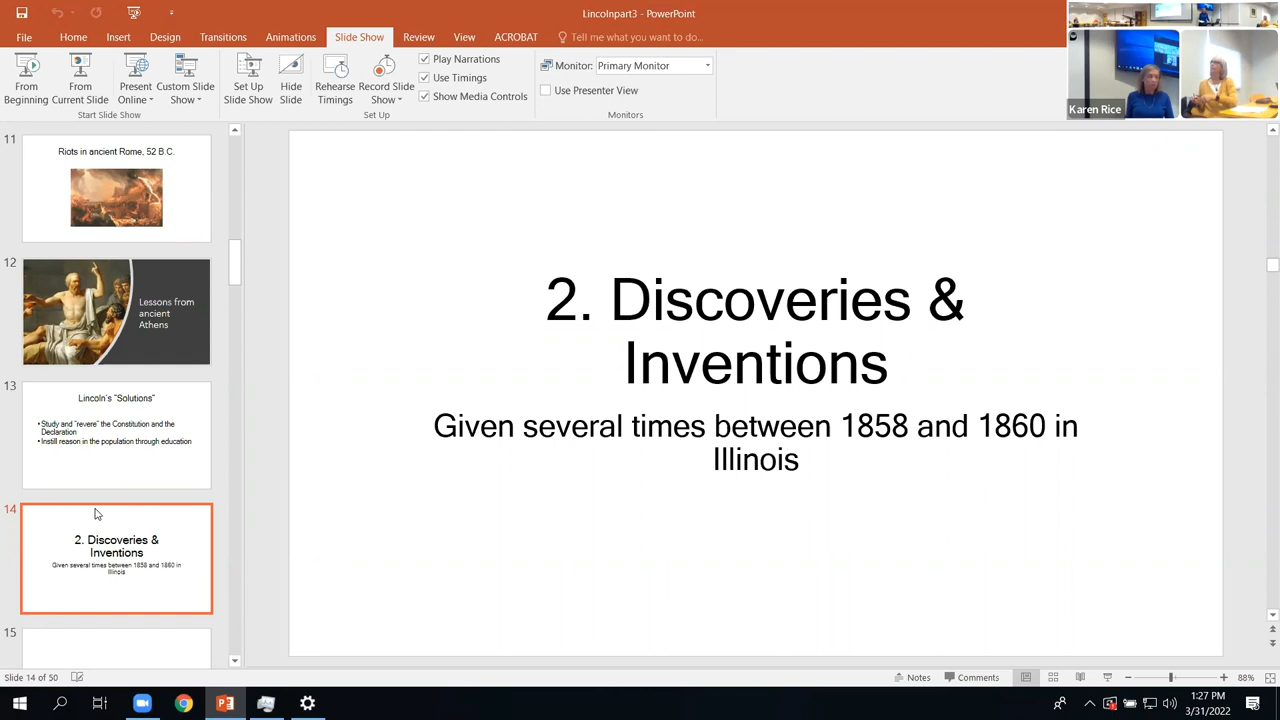 Lincolnpart3 - PowerPoint
File Home Insert Design Transitions Animations Slide Show Review View ACROBAT Tell me what you want to do...
From Beginning
From Current Slide
Present Online
Custom Slide Show
Start Slide Show
Set Up Slide Show
Hide Slide
Rehearse Timings
Record Slide Show
Play Narrations
Use Timings
Show Media Controls
Set Up
Monitor: Primary Monitor
Use Presenter View
Monitors
Karen Rice
11
Riots in ancient Rome, 52 B.C.
12
Lessons from
ancient
Athens
13
Lincoln's "Solutions"
•Study and "revere" the Constitution and the
Declaration
•Instill reason in the population through education
14
2. Discoveries &
Inventions
Given several times between 1858 and 1860 in
Illinois
15
2. Discoveries &
Inventions
Given several times between 1858 and 1860 in
Illinois
Slide 14 of 50
Notes Comments 88%
1:27 PM
3/31/2022